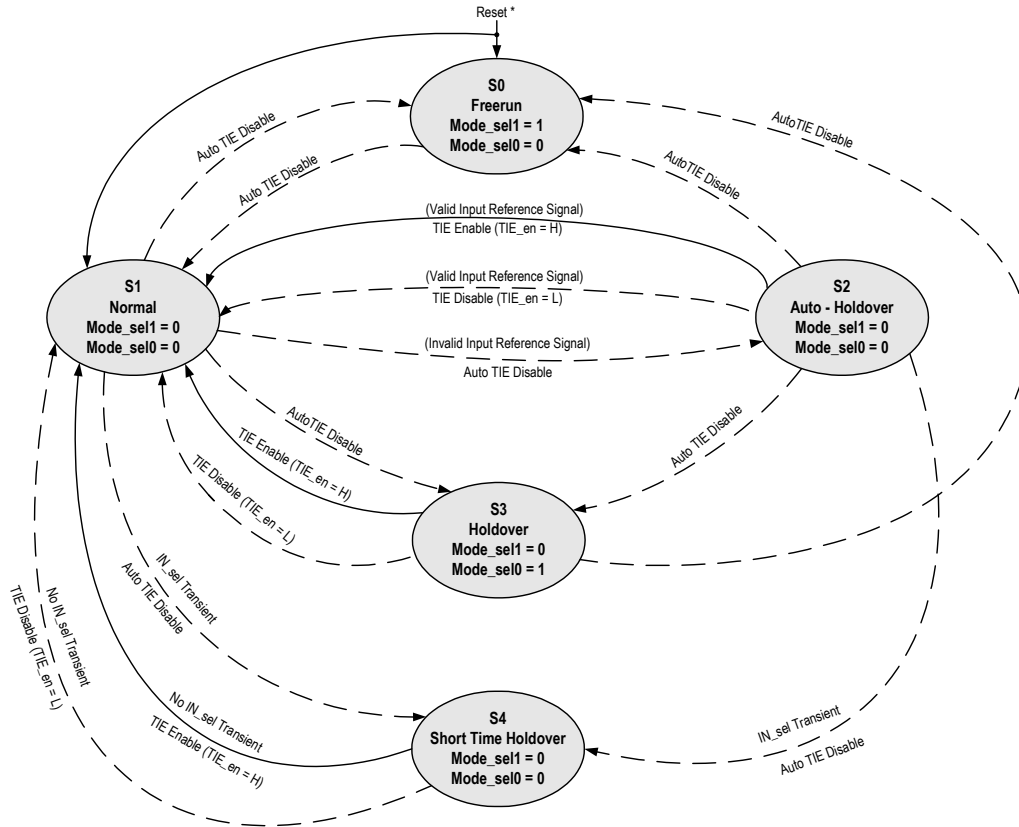 Reset *
S0
Freerun
Mode_sel1 = 1
Mode_sel0 = 0
Auto TIE Disable
Auto TIE Disable
AutoTIE Disable
AutoTIE Disable
(Valid Input Reference Signal)
TIE Enable (TIE_en = H)
S1
Normal
Mode_sel1 = 0
Mode_sel0 = 0
(Valid Input Reference Signal)
TIE Disable (TIE_en = L)
S2
Auto - Holdover
Mode_sel1 = 0
Mode_sel0 = 0
(Invalid Input Reference Signal)
Auto TIE Disable
AutoTIE Disable
TIE Enable (TIE_en = H)
TIE Disable (TIE_en = L)
Auto TIE Disable
S3
Holdover
Mode_sel1 = 0
Mode_sel0 = 1
IN_sel Transient
Auto TIE Disable
No IN_sel Transient
TIE Disable (TIE_en = L)
No IN_sel Transient
TIE Enable (TIE_en = H)
S4
Short Time Holdover
Mode_sel1 = 0
Mode_sel0 = 0
IN_sel Transient
Auto TIE Disable